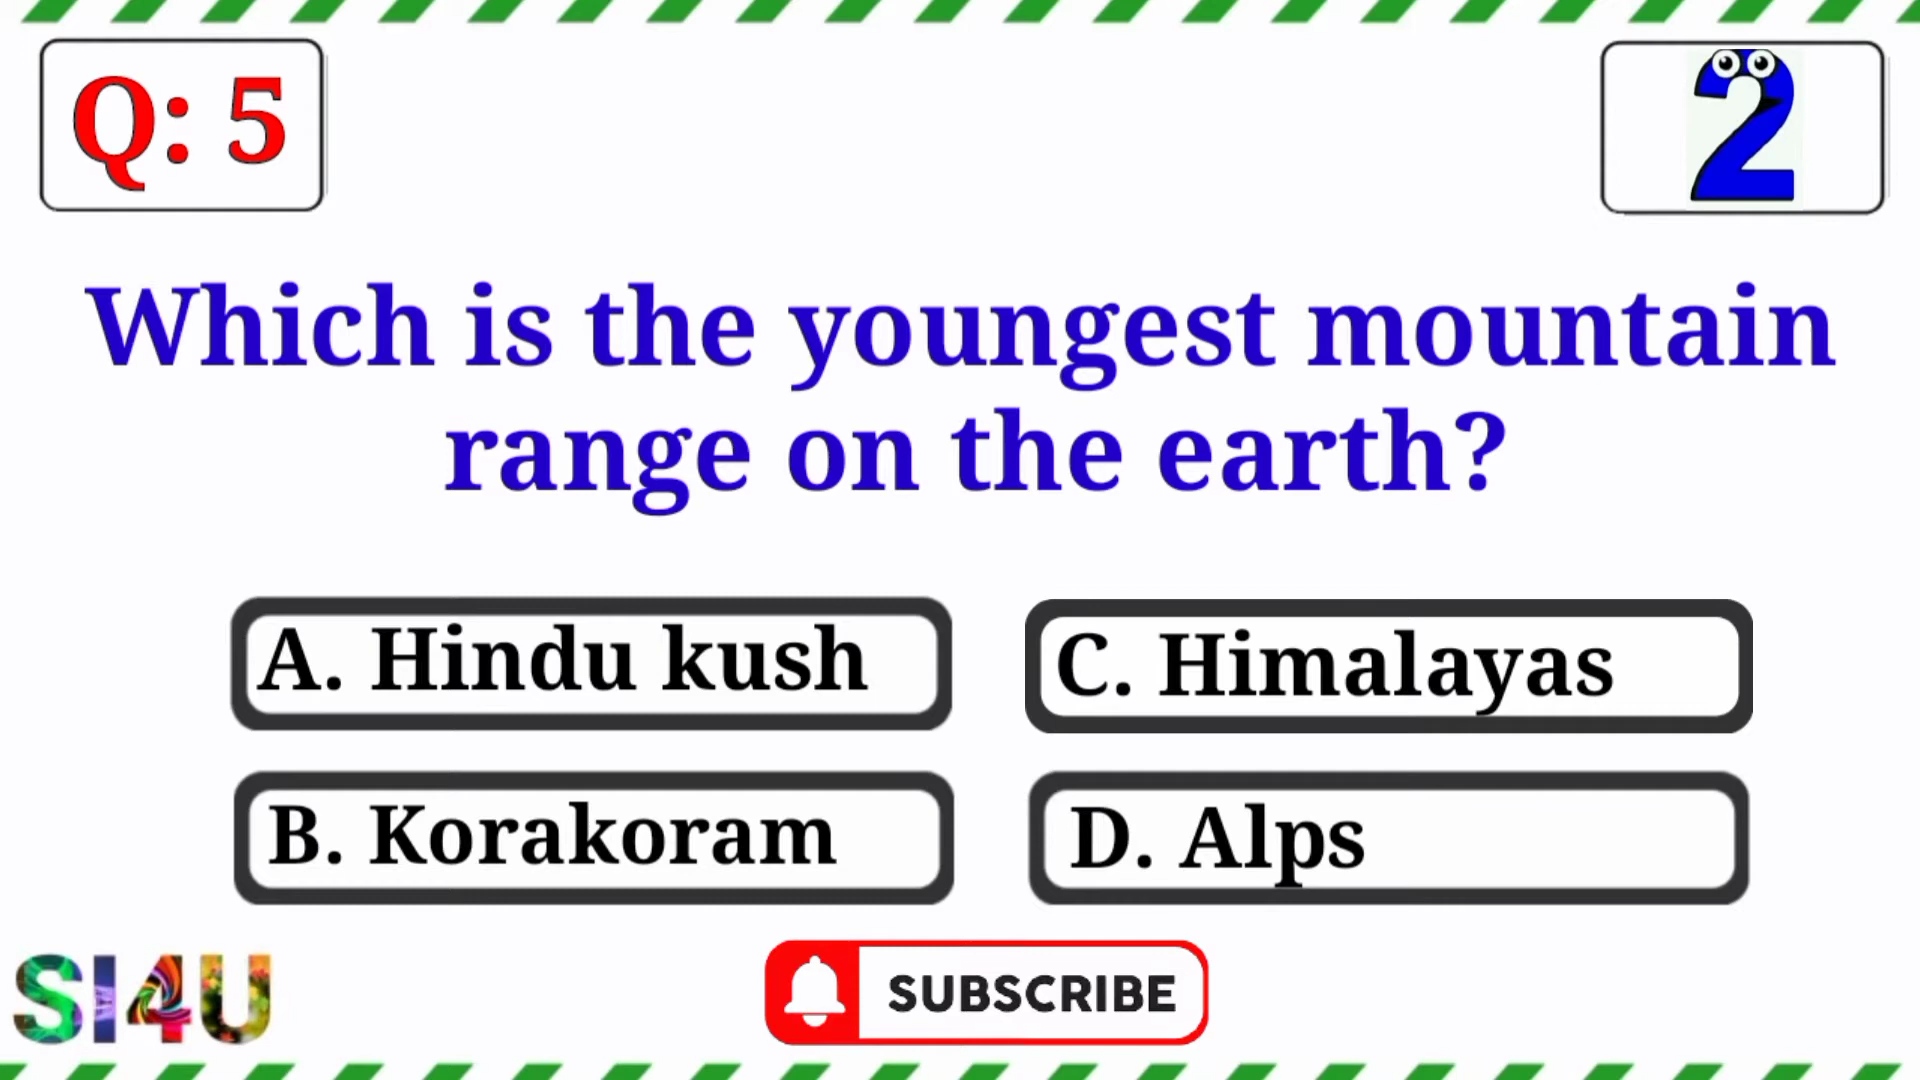 Q: 5
2
Which is the youngest mountain
range on the earth?
A. Hindu kush
C. Himalayas
B. Korakoram
D. Alps
SI4U
SUBSCRIBE